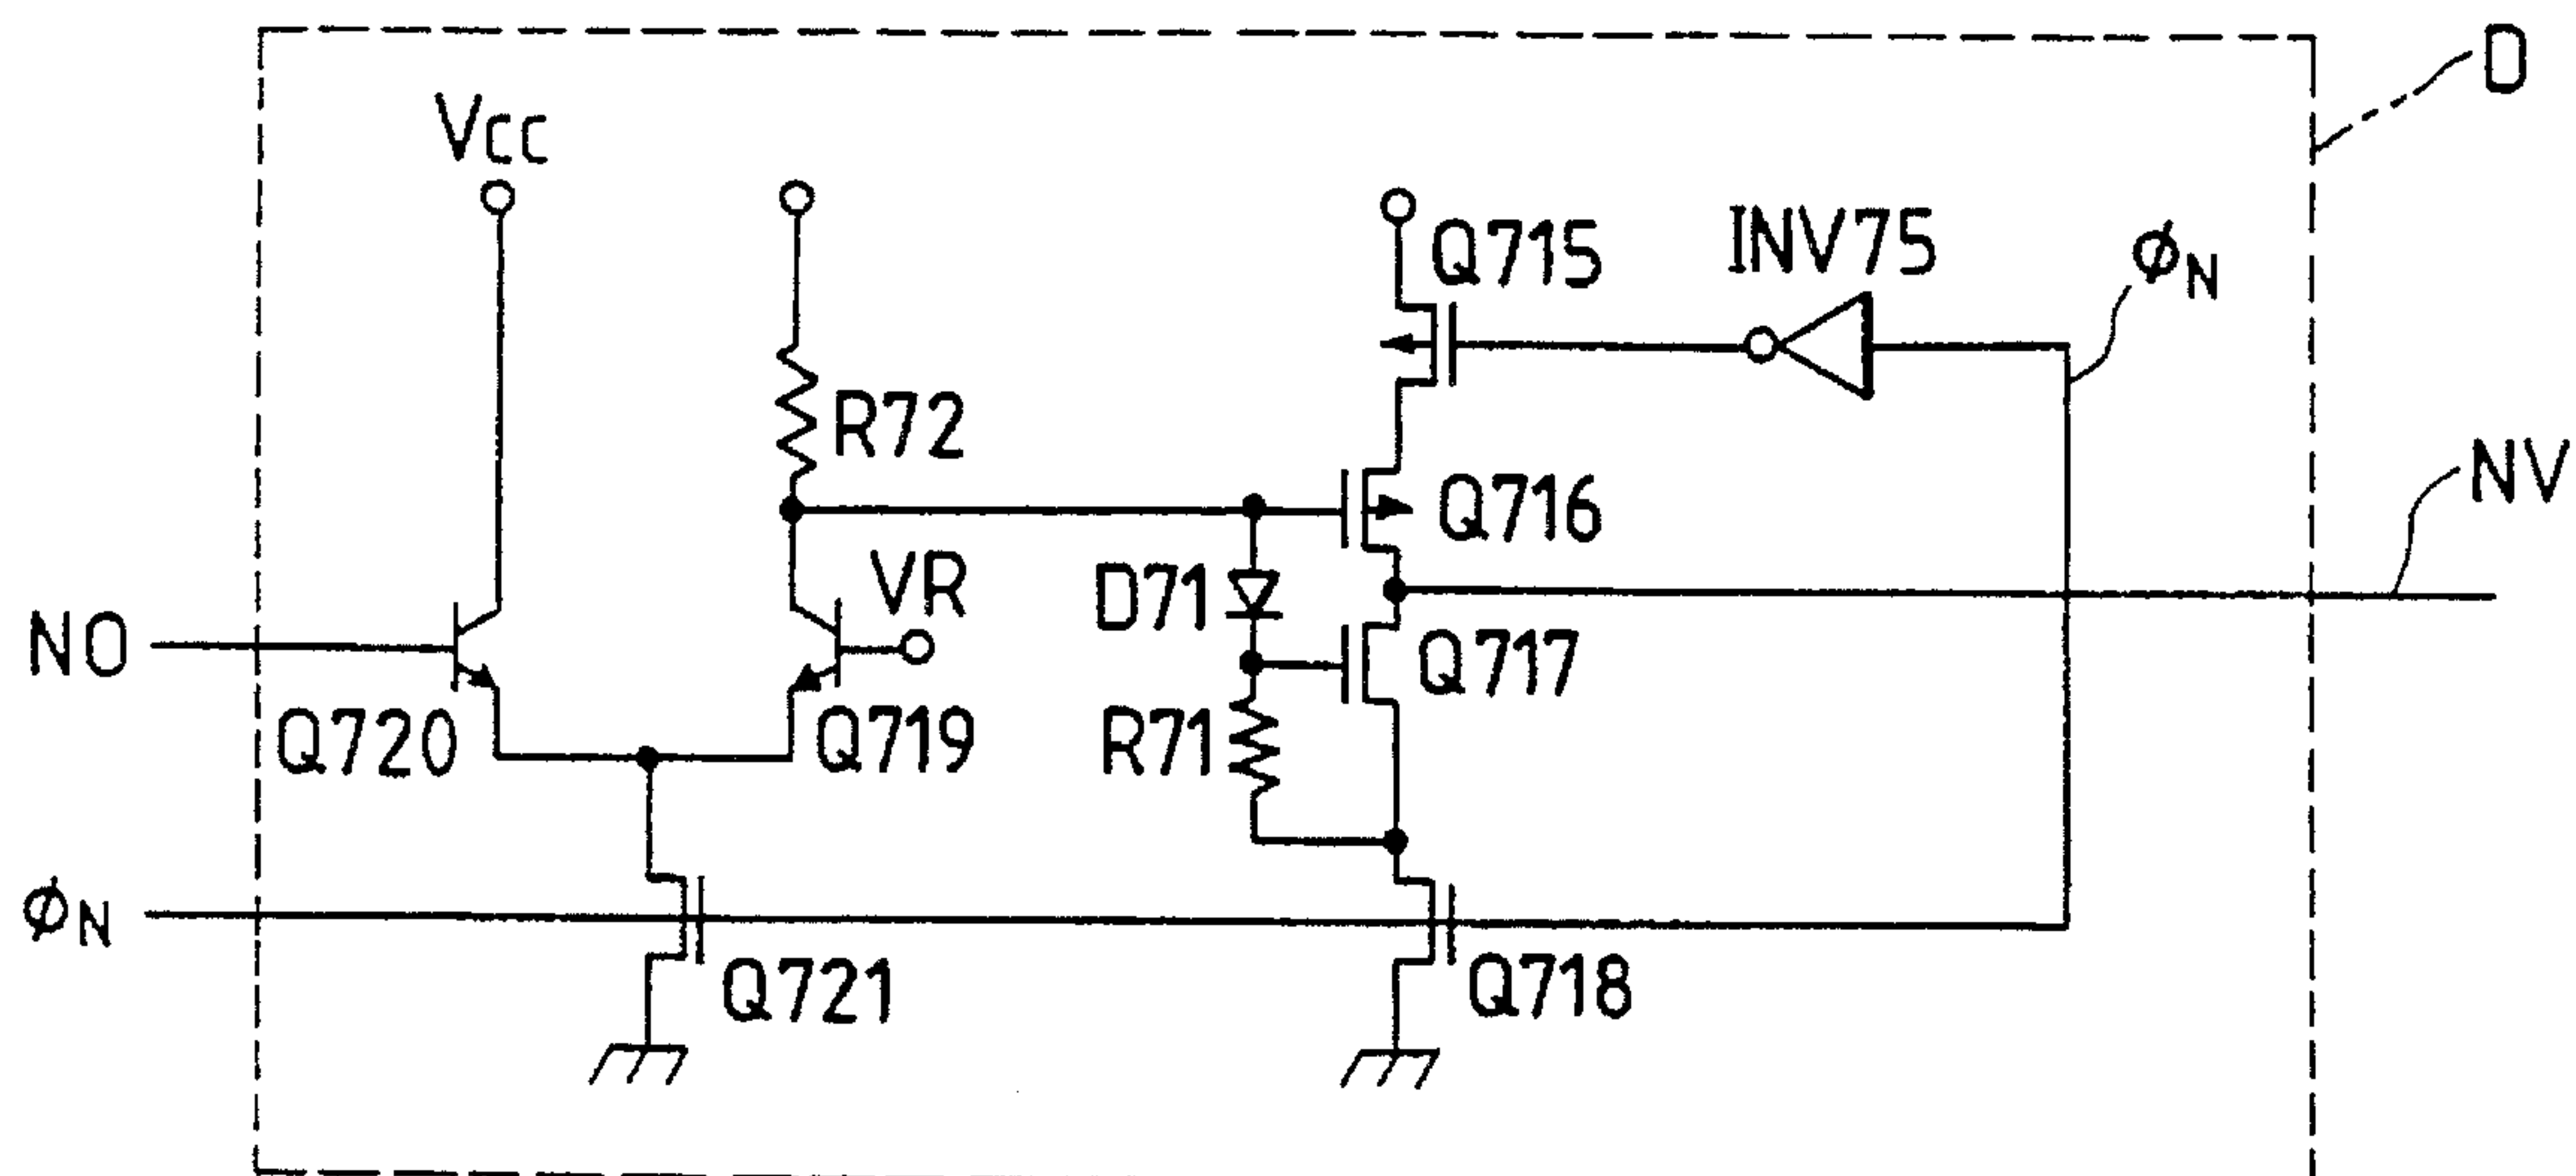 D
VCC
Q715
INV75
φN
R72
Q716
NV
VR
D71
NO
Q717
Q720
Q719
R71
φN
Q721
Q718